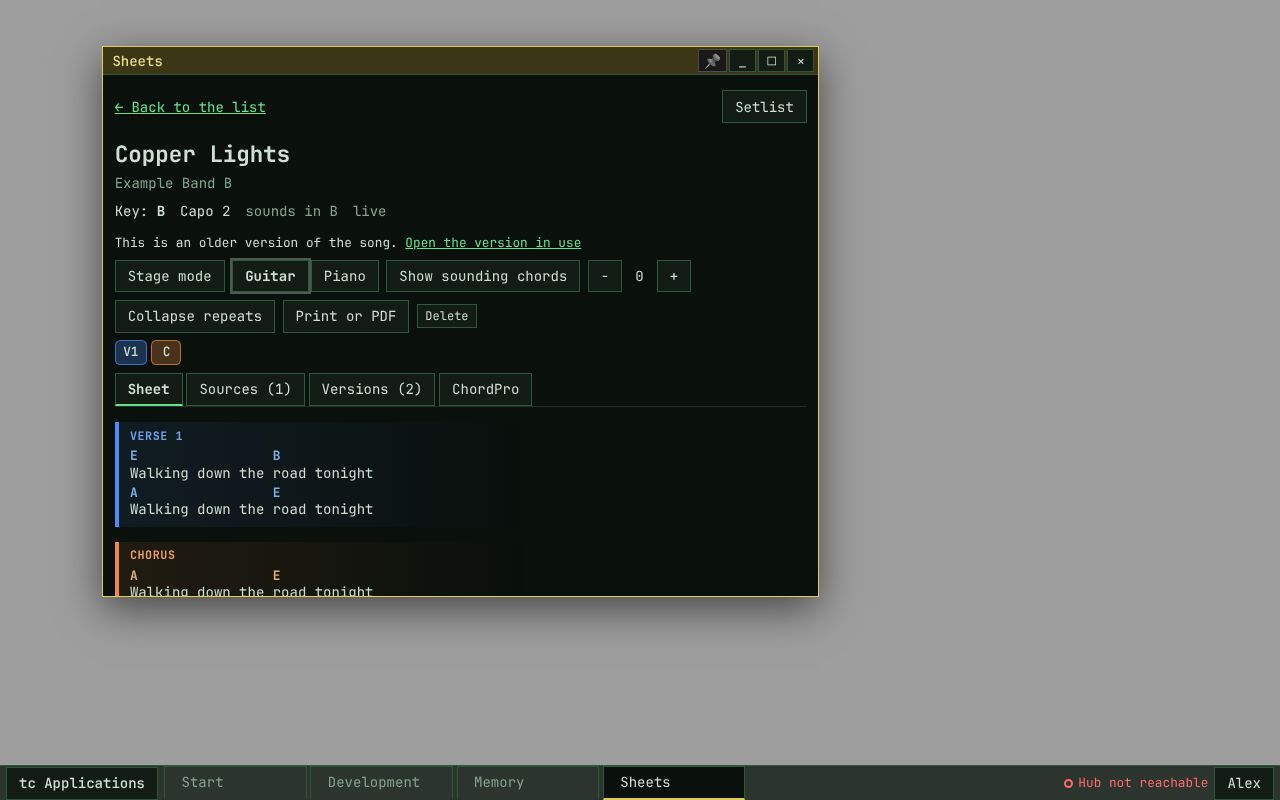 Sheets
_ □ ×
← Back to the list Setlist
Copper Lights
Example Band B
Key: B Capo 2 sounds in B live
This is an older version of the song. Open the version in use
Stage mode Guitar Piano Show sounding chords - 0 +
Collapse repeats Print or PDF Delete
V1 C
Sheet Sources (1) Versions (2) ChordPro
VERSE 1
E B
Walking down the road tonight
A E
Walking down the road tonight
CHORUS
A E
Walking down the road tonight
tc Applications Start Development Memory Sheets Hub not reachable Alex